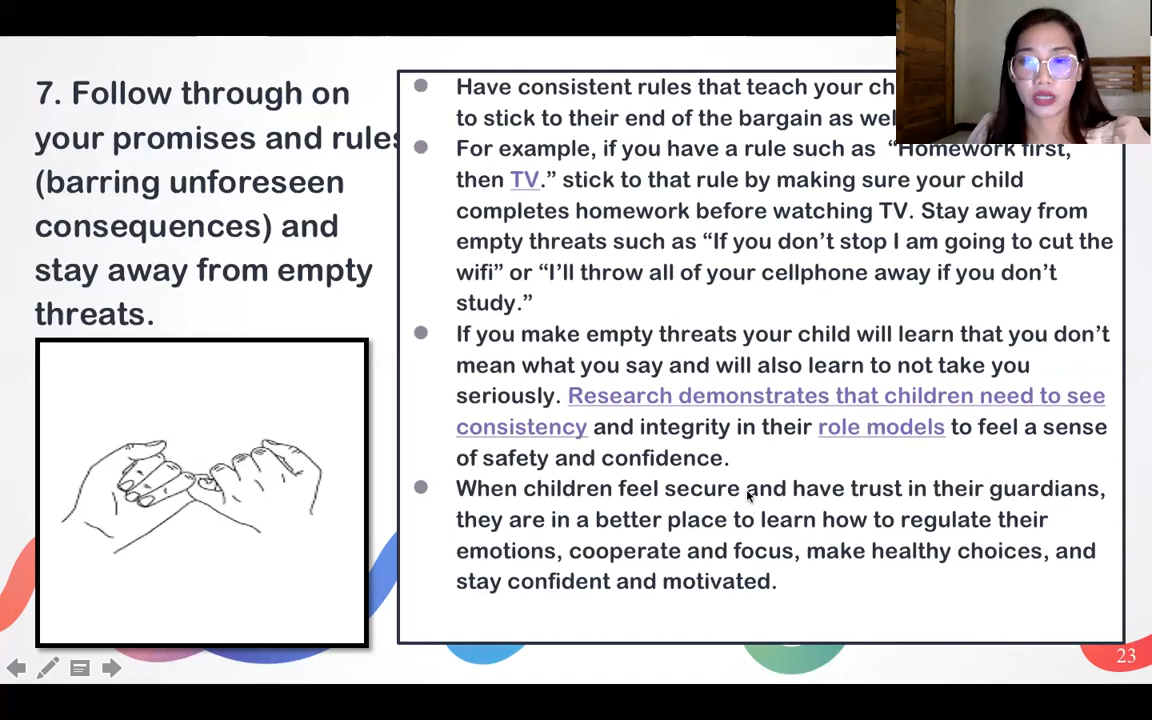 7. Follow through on
your promises and rules
(barring unforeseen
consequences) and
stay away from empty
threats.
Have consistent rules that teach your
to stick to their end of the bargain as
For example, if you have a rule such as “Homework first,
then TV.” stick to that rule by making sure your child
completes homework before watching TV. Stay away from
empty threats such as “If you don’t stop I am going to cut the
wifi” or “I’ll throw all of your cellphone away if you don’t
study.”
If you make empty threats your child will learn that you don’t
mean what you say and will also learn to not take you
seriously. Research demonstrates that children need to see
consistency and integrity in their role models to feel a sense
of safety and confidence.
When children feel secure and have trust in their guardians,
they are in a better place to learn how to regulate their
emotions, cooperate and focus, make healthy choices, and
stay confident and motivated.
23